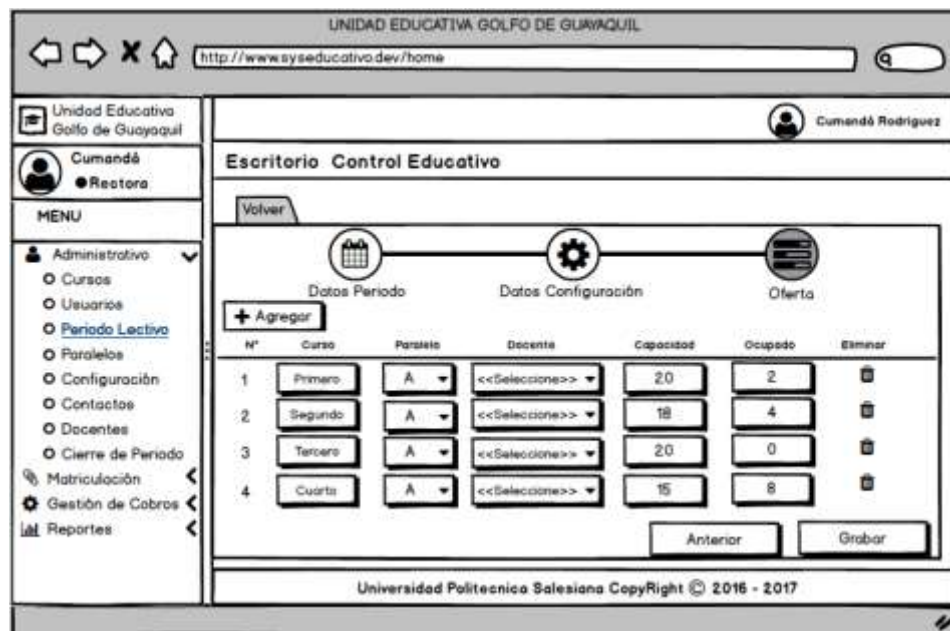 UNIDAD EDUCATIVA GOLFO DE GUAYAQUIL
http://www.syseducativo.dev/home
Unidad Educativa
Golfo de Guayaquil
Cumandá Rodriguez
Cumandá
Rectora
Escritorio Control Educativo
MENU
Volver
Administrativo
Cursos
Usuarios
Periodo Lectivo
Paralelos
Configuración
Contactos
Docentes
Cierre de Periodo
Matriculación
Gestión de Cobros
Reportes
Datos Periodo Datos Configuración Oferta
+ Agregar
N° Curso Paralelo Docente Capacidad Ocupado Eliminar
1 Primero A <<Seleccione>> 20 2
2 Segundo A <<Seleccione>> 18 4
3 Tercero A <<Seleccione>> 20 0
4 Cuarto A <<Seleccione>> 15 8
Anterior Grabar
Universidad Politecnica Salesiana CopyRight © 2016 - 2017